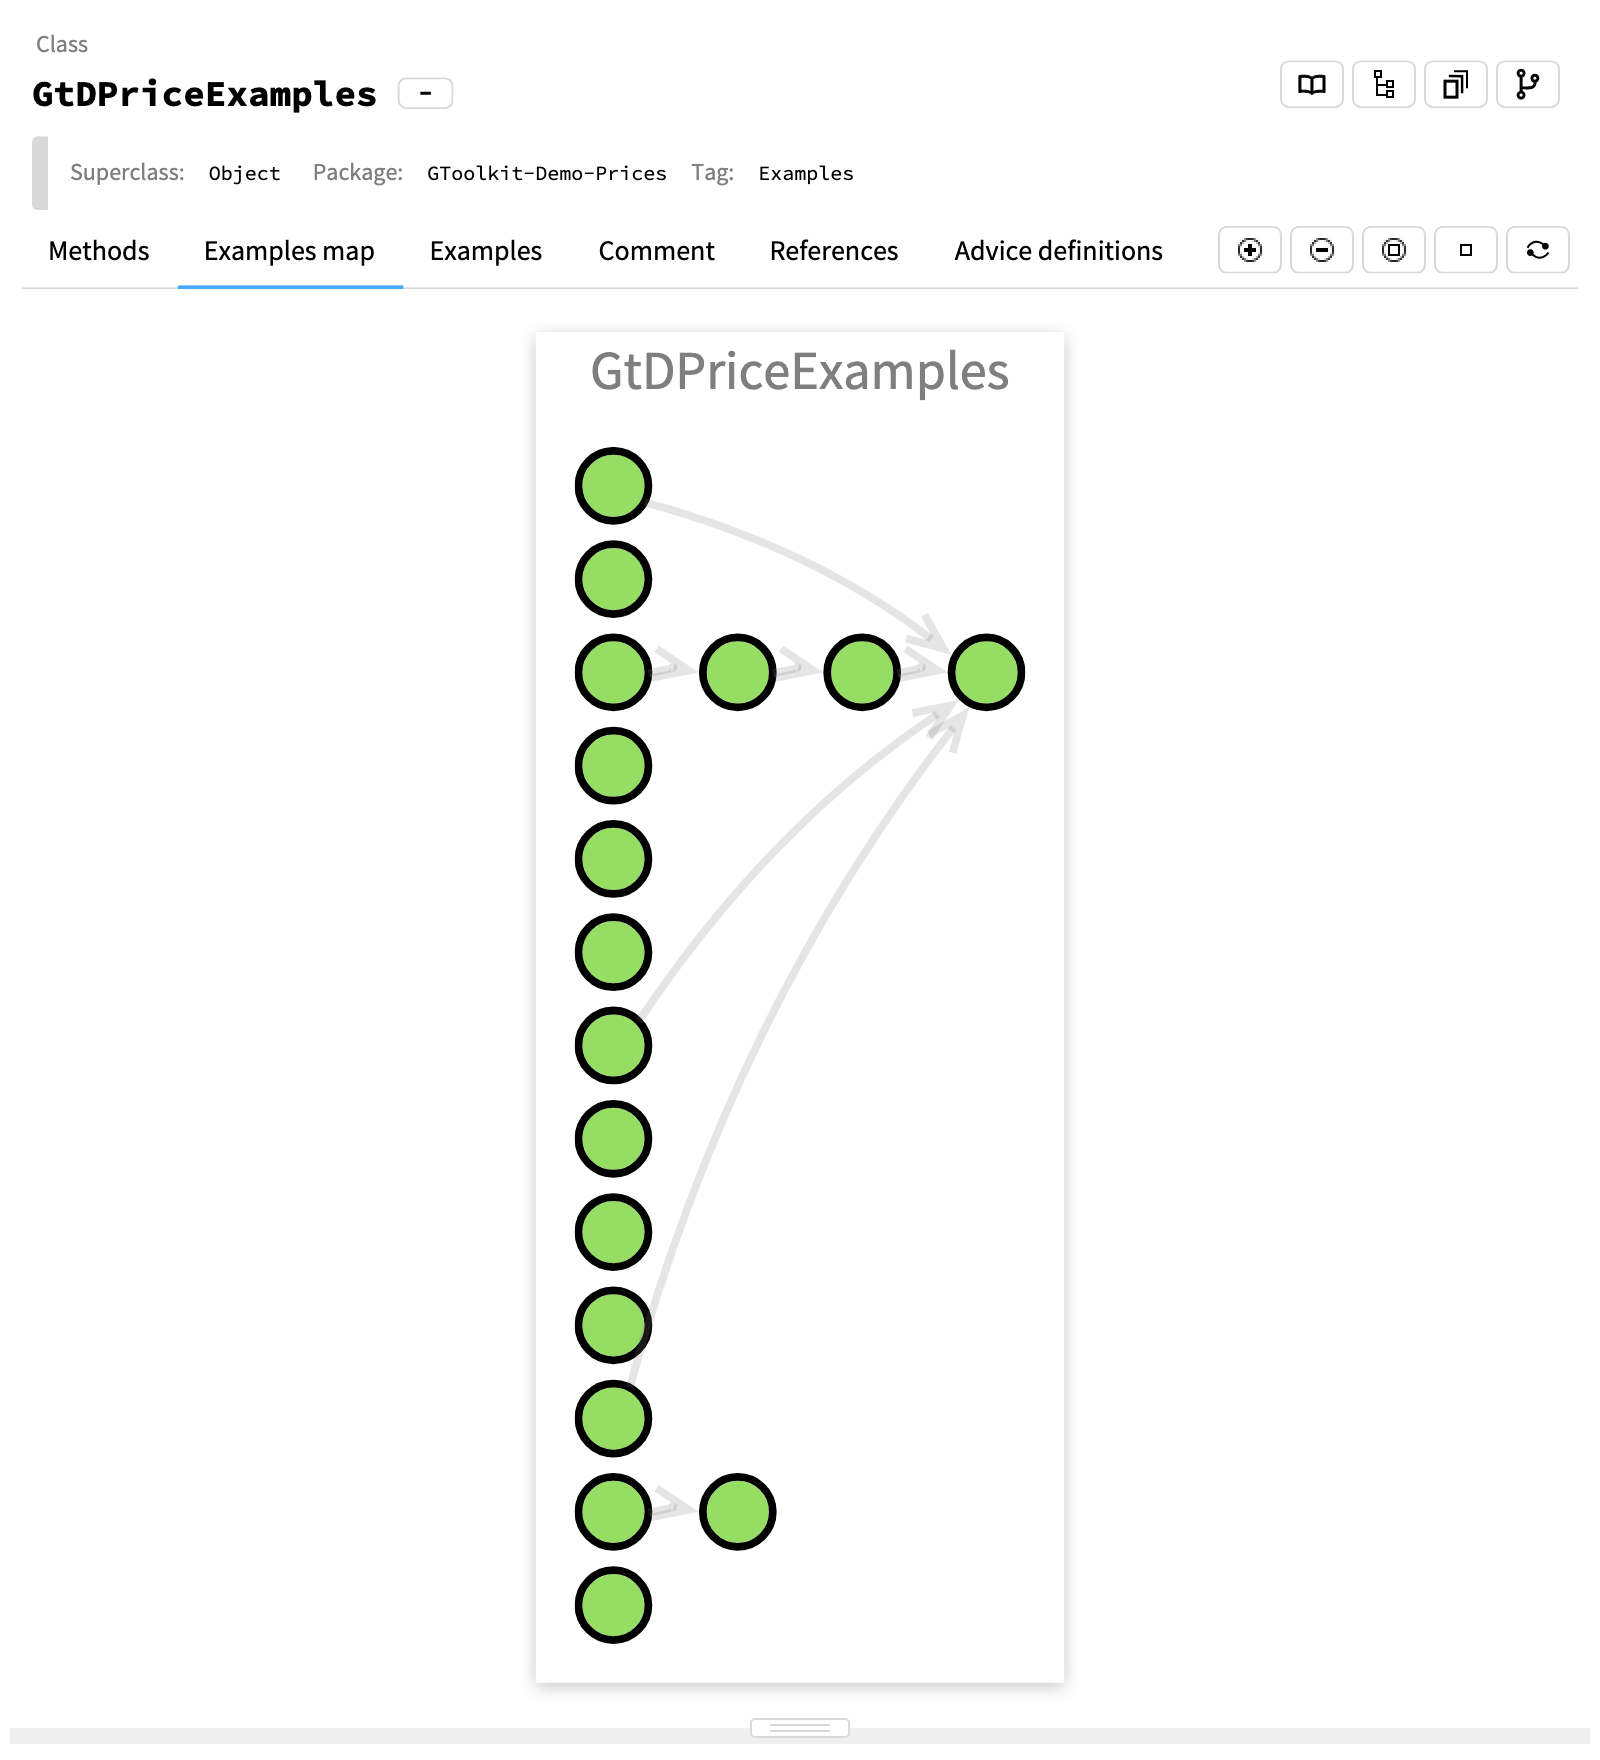 Class
GtDPriceExamples -
Superclass: Object Package: GToolkit-Demo-Prices Tag: Examples
Methods Examples map Examples Comment References Advice definitions
GtDPriceExamples